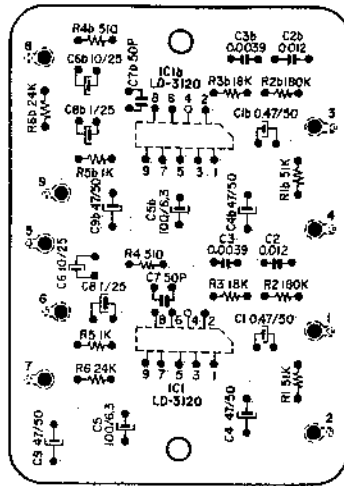 R4b 510
C3b
0.0039
C2b
0.012
8
C6b 10/25
C7b 50P
IC1b
LD-3120
R3b 18K
R2b 180K
R6b 24K
8 6 4 2
C8b 1/25
C1b 0.47/50
3
R5b 1K
9 7 5 3 1
R1b 51K
9
C9b 47/50
C5b
100/6.3
C4b 47/50
4
5
R4 510
C3
0.0039
C2
0.012
C6 10/25
C7 50P
C8 1/25
R3 18K
R2 180K
6
8 6 4 2
C1 0.47/50
1
R5 1K
9 7 5 3 1
7
R6 24K
IC1
LD-3120
R1 51K
C9 47/50
C5
100/6.3
C4 47/50
2